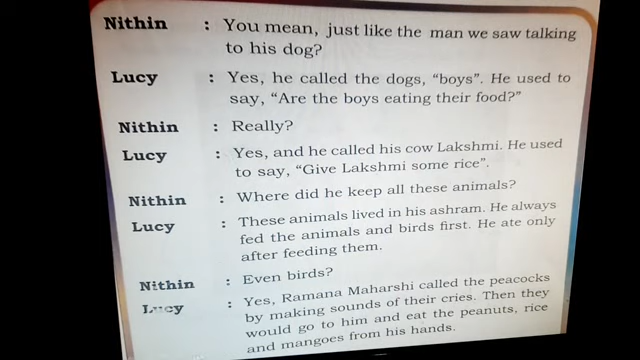 Nithin : You mean, just like the man we saw talking
to his dog?
Lucy : Yes, he called the dogs, “boys”. He used to
say, “Are the boys eating their food?”
Nithin : Really?
Lucy : Yes, and he called his cow Lakshmi. He used
to say, “Give Lakshmi some rice”.
Nithin : Where did he keep all these animals?
Lucy : These animals lived in his ashram. He always
fed the animals and birds first. He ate only
after feeding them.
Nithin : Even birds?
Lucy : Yes, Ramana Maharshi called the peacocks
by making sounds of their cries. Then they
would go to him and eat the peanuts, rice
and mangoes from his hands.